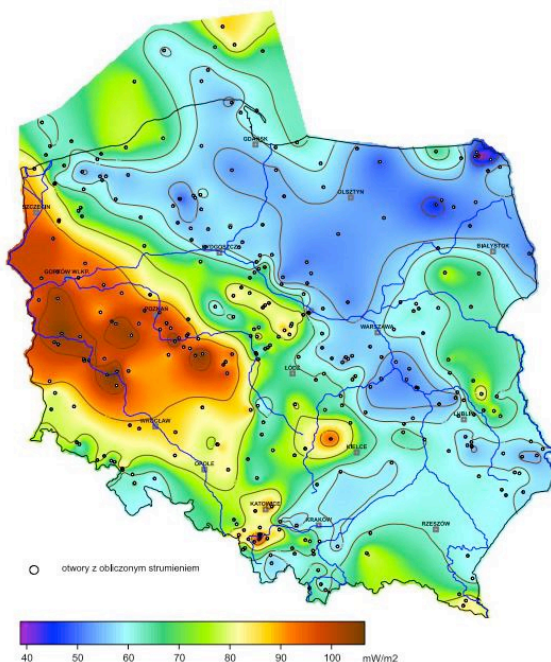 GDAŃSK
OLSZTYN
SZCZECIN
BYDGOSZCZ
BIAŁYSTOK
GORZÓW WLKP.
POZNAŃ
WARSZAWA
ŁÓDŹ
LUBLIN
WROCŁAW
KIELCE
OPOLE
KATOWICE
KRAKÓW
RZESZÓW
otwory z obliczonym strumieniem
40 50 60 70 80 90 100 mW/m2